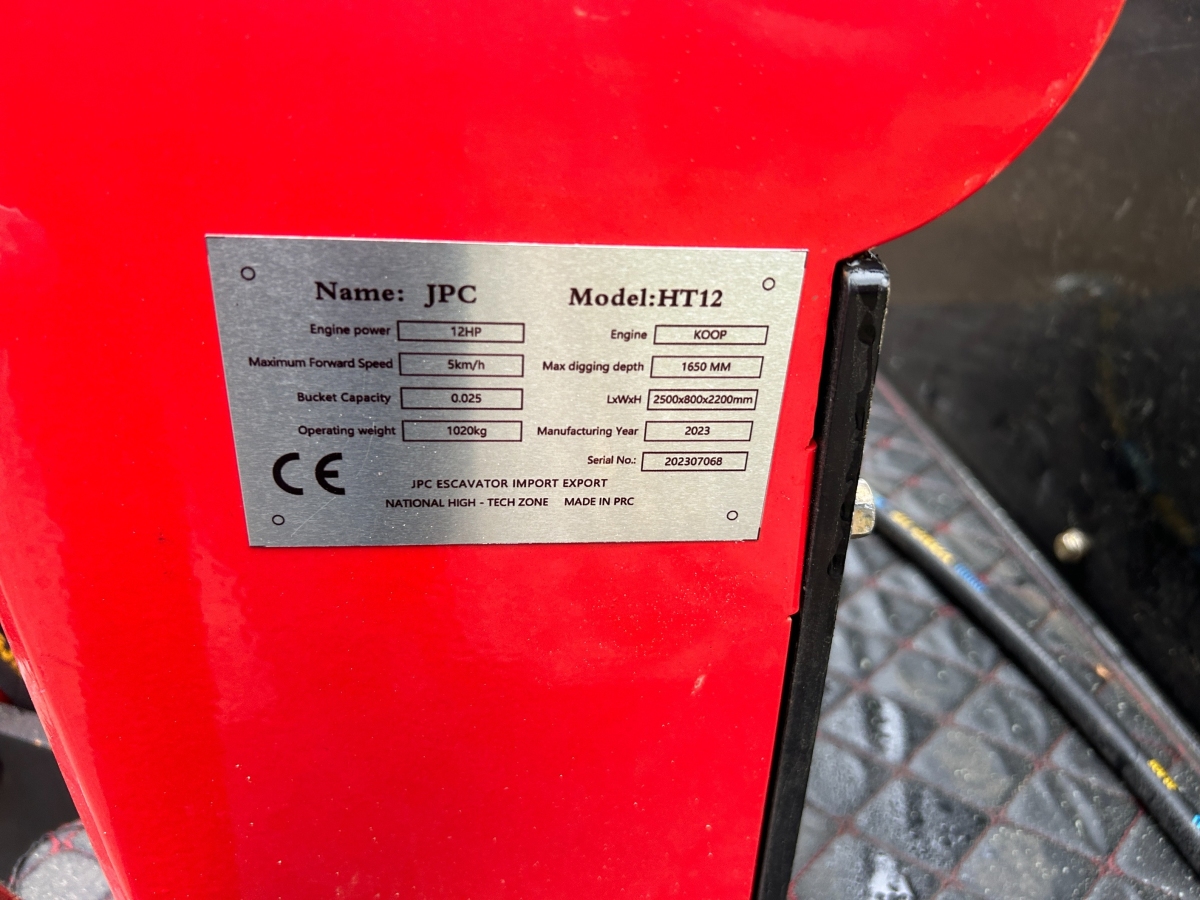 Name: JPC Model:HT12
Engine power 12HP Engine KOOP
Maximum Forward Speed 5km/h Max digging depth 1650 MM
Bucket Capacity 0.025 LxWxH 2500x800x2200mm
Operating weight 1020kg Manufacturing Year 2023
Serial No.: 202307068
CE
JPC ESCAVATOR IMPORT EXPORT
NATIONAL HIGH - TECH ZONE MADE IN PRC